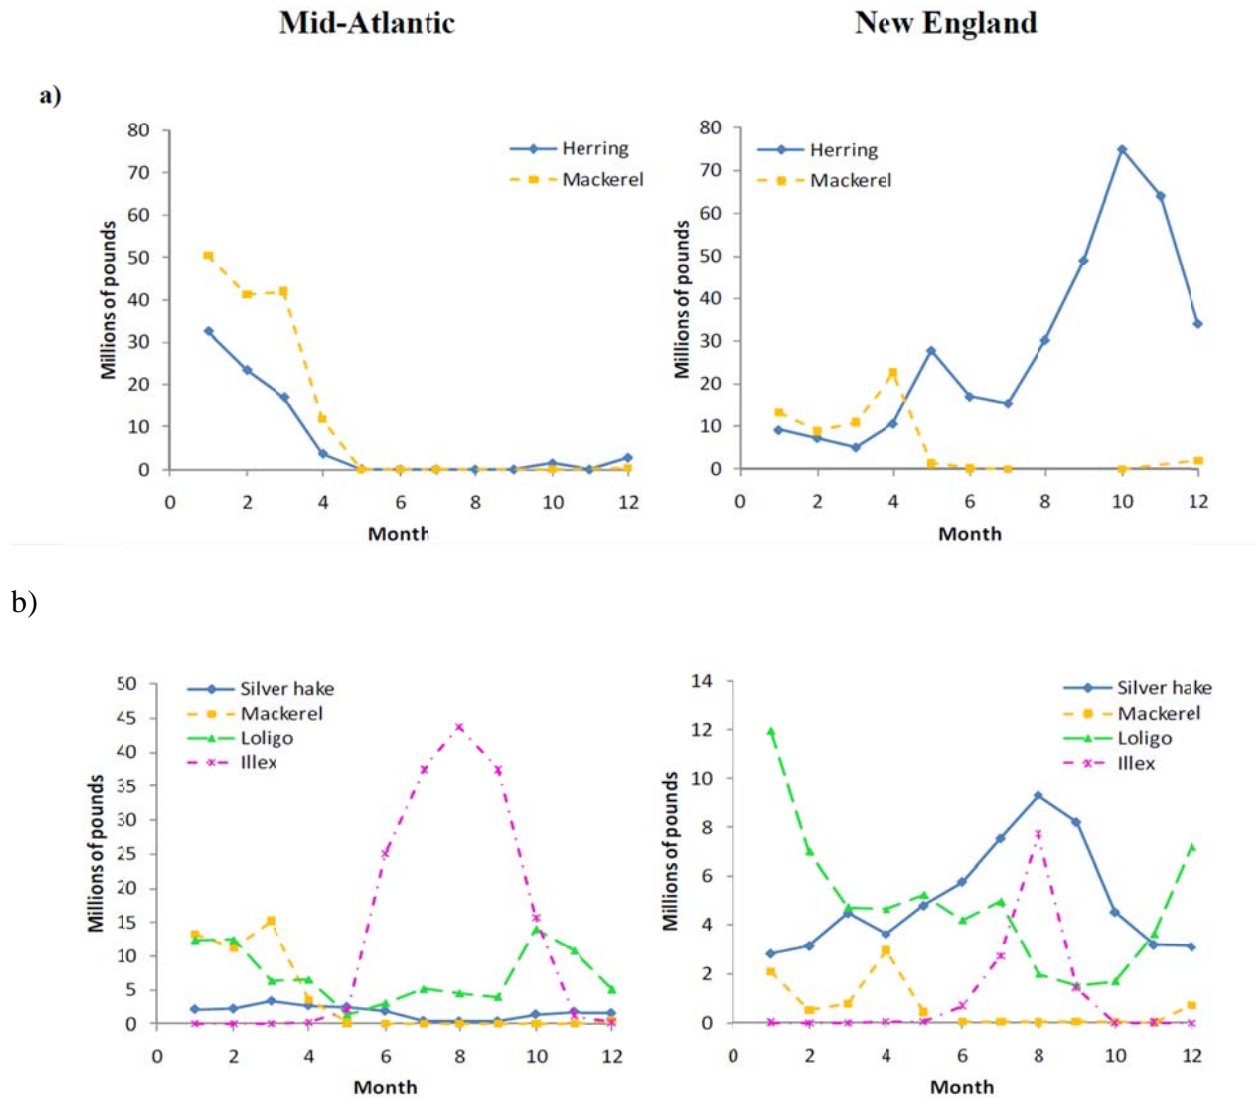 Mid-Atlantic
New England
a)
80
70
60
50
40
30
20
10
0
Millions of pounds
Herring
Mackerel
0 2 4 6 8 10 12
Month
80
70
60
50
40
30
20
10
0
Millions of pounds
Herring
Mackerel
0 2 4 6 8 10 12
Month
b)
50
45
40
35
30
25
20
15
10
5
0
Millions of pounds
Silver hake
Mackerel
Loligo
Illex
0 2 4 6 8 10 12
Month
14
12
10
8
6
4
2
0
Millions of pounds
Silver hake
Mackerel
Loligo
Illex
0 2 4 6 8 10 12
Month